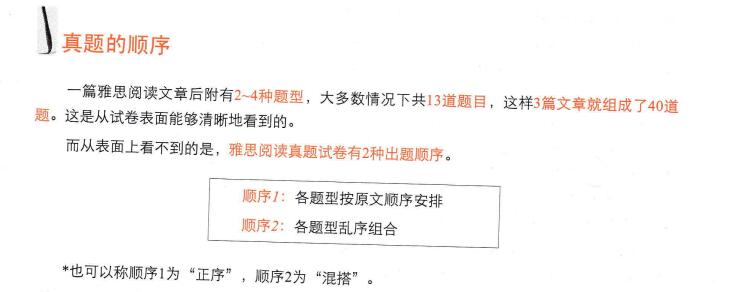 真题的顺序
一篇雅思阅读文章后附有2~4种题型，大多数情况下共13道题目，这样3篇文章就组成了40道
题。这是从试卷表面能够清晰地看到的。
而从表面上看不到的是，雅思阅读真题试卷有2种出题顺序。
顺序1：各题型按原文顺序安排
顺序2：各题型乱序组合
*也可以称顺序1为“正序”，顺序2为“混搭”。